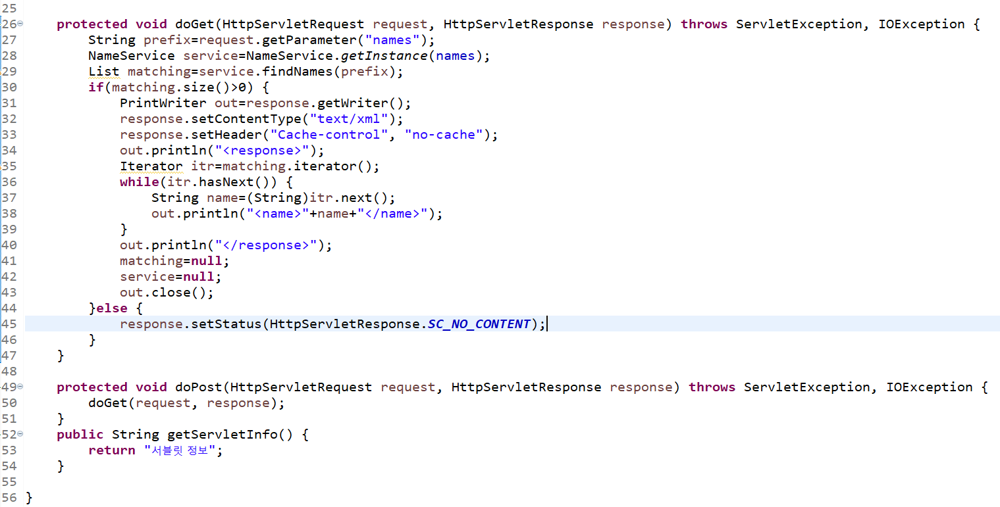 25
26 protected void doGet(HttpServletRequest request, HttpServletResponse response) throws ServletException, IOException {
27 String prefix=request.getParameter("names");
28 NameService service=NameService.getInstance(names);
29 List matching=service.findNames(prefix);
30 if(matching.size()>0) {
31 PrintWriter out=response.getWriter();
32 response.setContentType("text/xml");
33 response.setHeader("Cache-control", "no-cache");
34 out.println("<response>");
35 Iterator itr=matching.iterator();
36 while(itr.hasNext()) {
37 String name=(String)itr.next();
38 out.println("<name>"+name+"</name>");
39 }
40 out.println("</response>");
41 matching=null;
42 service=null;
43 out.close();
44 }else {
45 response.setStatus(HttpServletResponse.SC_NO_CONTENT);
46 }
47 }
48
49 protected void doPost(HttpServletRequest request, HttpServletResponse response) throws ServletException, IOException {
50 doGet(request, response);
51 }
52 public String getServletInfo() {
53 return "서블릿 정보";
54 }
55
56 }